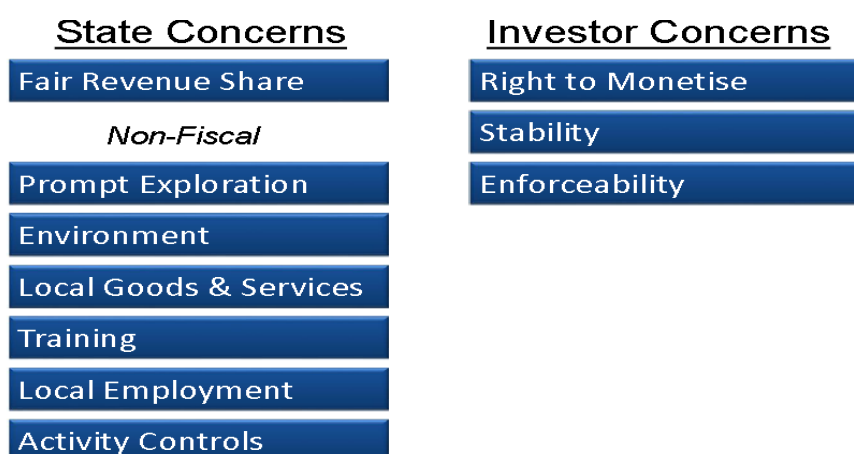 State Concerns
Fair Revenue Share
Non-Fiscal
Prompt Exploration
Environment
Local Goods & Services
Training
Local Employment
Activity Controls
Investor Concerns
Right to Monetise
Stability
Enforceability